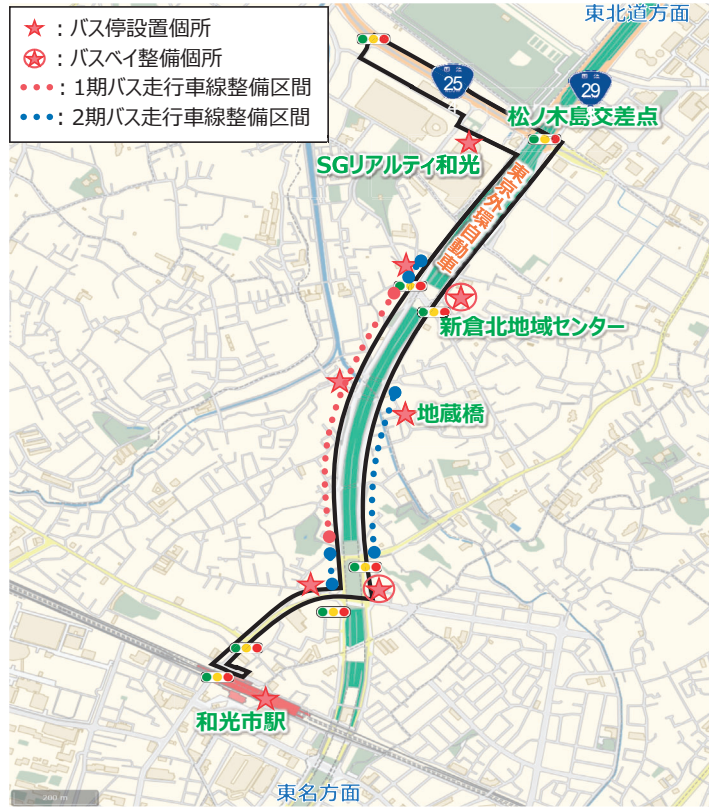 ：バス停設置個所
：バスベイ整備個所
：1期バス走行車線整備区間
：2期バス走行車線整備区間
東北道方面
国道
25
国道
29
松ノ木島交差点
SGリアルティ和光
東京外環自動車
新倉北地域センター
地蔵橋
和光市駅
東名方面
200 m